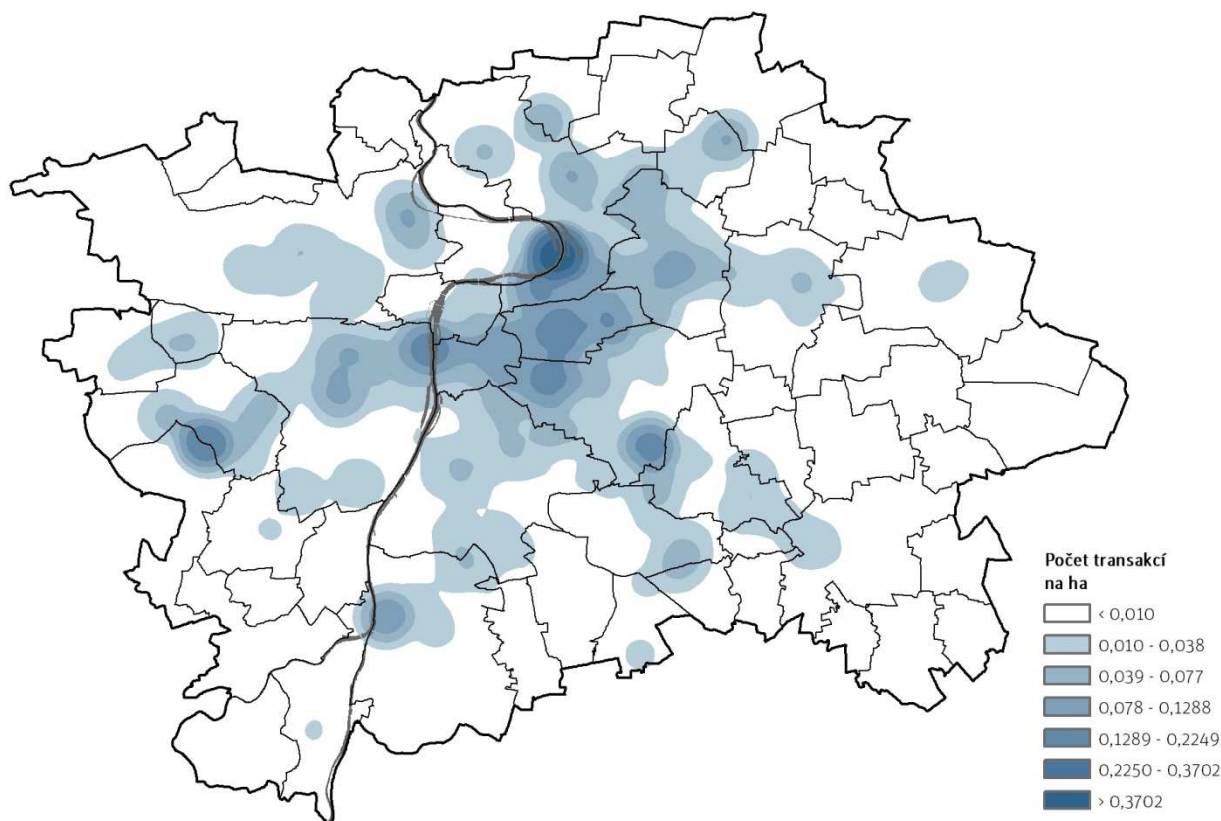 Počet transakcí
na ha
< 0,010
0,010 - 0,038
0,039 - 0,077
0,078 - 0,1288
0,1289 - 0,2249
0,2250 - 0,3702
> 0,3702